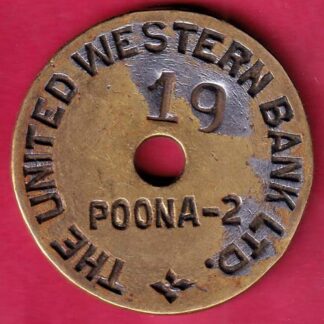 THE UNITED WESTERN BANK LTD.
19
POONA-2